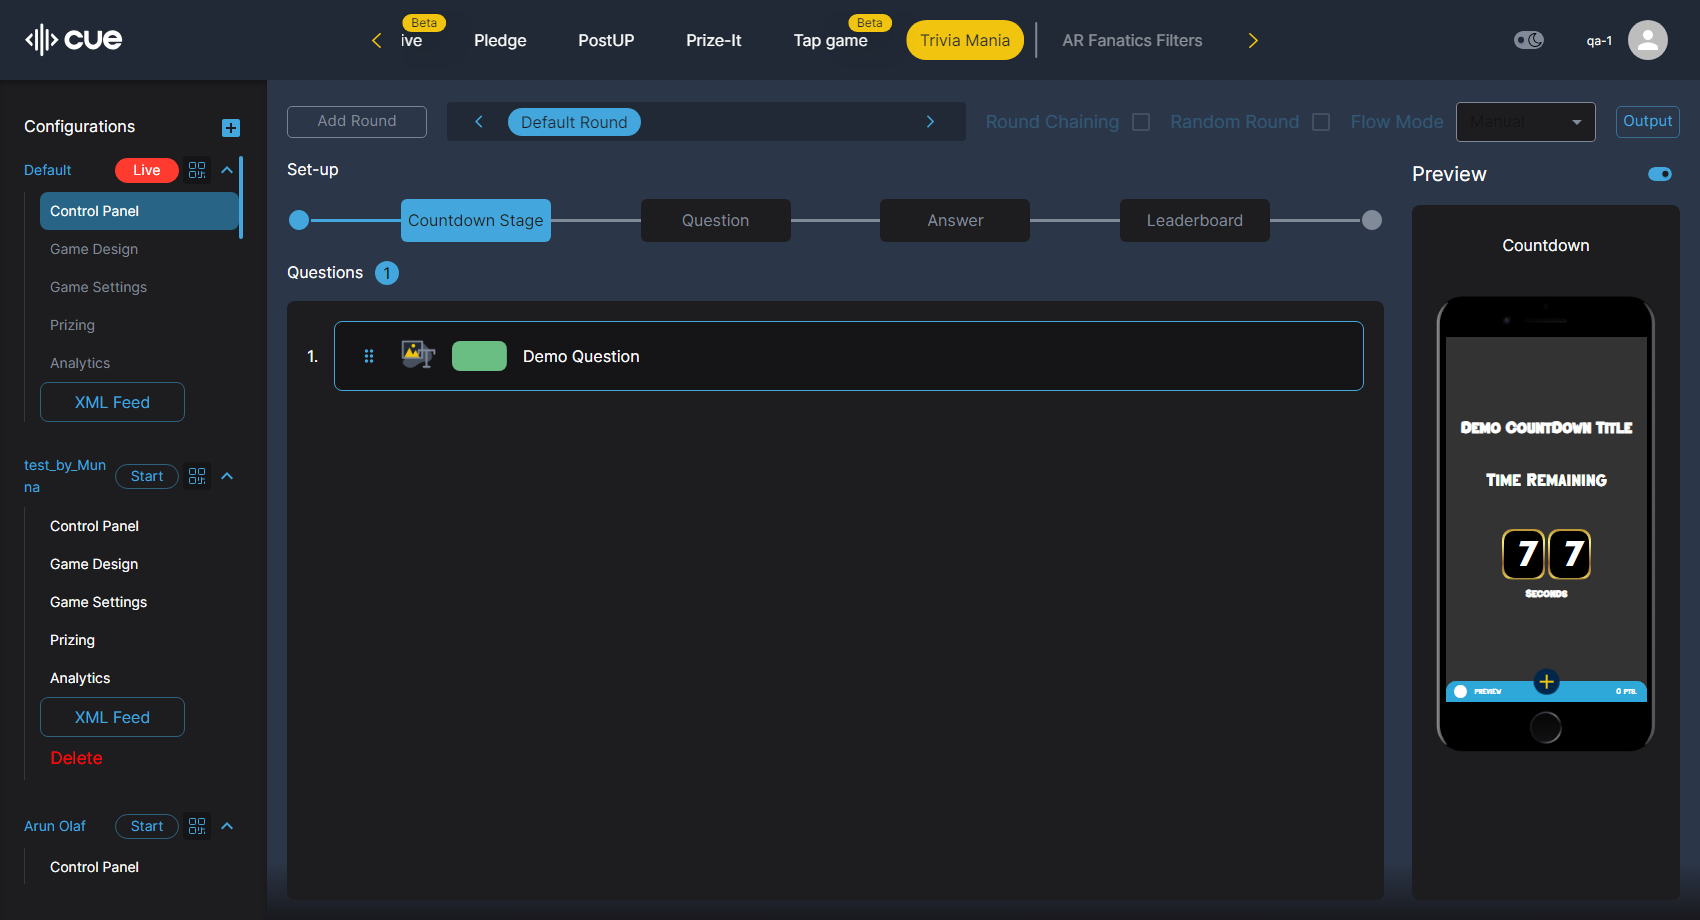 cue
Beta
Beta
ive
Pledge
PostUP
Prize-It
Tap game
Trivia Mania
AR Fanatics Filters
qa-1
Configurations
Add Round
Default Round
Round Chaining
Random Round
Flow Mode
Manual
Output
Default
Live
Set-up
Preview
Control Panel
Game Design
Game Settings
Prizing
Analytics
XML Feed
Countdown Stage
Question
Answer
Leaderboard
Questions 1
Countdown
1.
Demo Question
Demo CountDown Title
Time Remaining
7 7
Seconds
PREVIEW
0 PTS.
test_by_Mun
na
Start
Control Panel
Game Design
Game Settings
Prizing
Analytics
XML Feed
Delete
Arun Olaf
Start
Control Panel